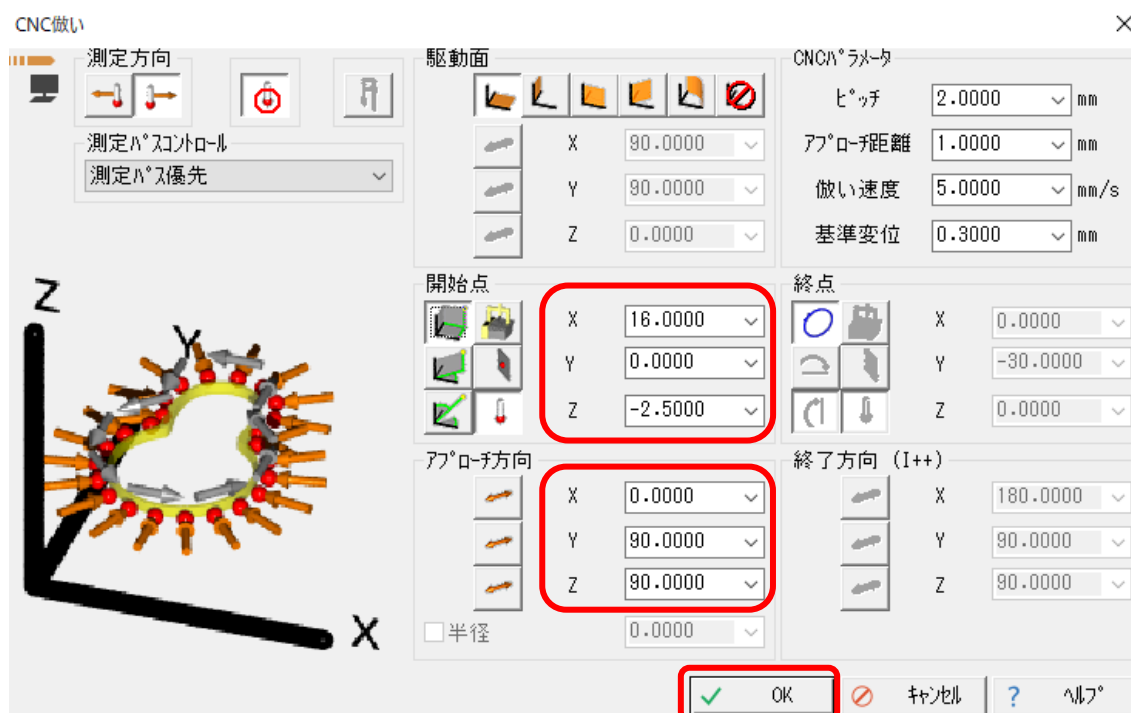 CNC倣い
測定方向
測定ﾊﾟｽｺﾝﾄﾛｰﾙ
測定ﾊﾟｽ優先
Z
Y
X
駆動面
X 90.0000
Y 90.0000
Z 0.0000
CNCﾊﾟﾗﾒｰﾀ
ﾋﾟｯﾁ 2.0000 mm
ｱﾌﾟﾛｰﾁ距離 1.0000 mm
倣い速度 5.0000 mm/s
基準変位 0.3000 mm
開始点
X 16.0000
Y 0.0000
Z -2.5000
終点
X 0.0000
Y -30.0000
Z 0.0000
ｱﾌﾟﾛｰﾁ方向
X 0.0000
Y 90.0000
Z 90.0000
半径 0.0000
終了方向 (I++)
X 180.0000
Y 90.0000
Z 90.0000
OK
ｷｬﾝｾﾙ
? ﾍﾙﾌﾟ